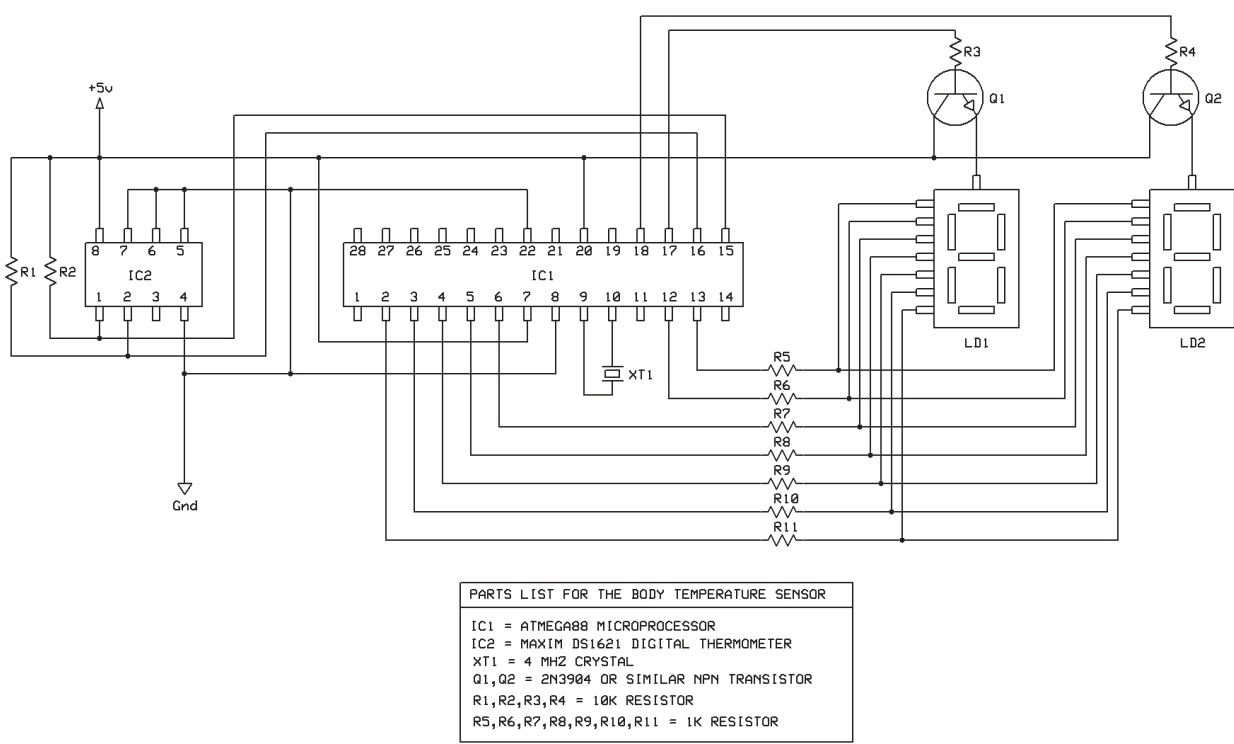 R3
R4
Q1
Q2
+5v
8 7 6 5
28 27 26 25 24 23 22 21 20 19 18 17 16 15
R1
R2
IC2
IC1
1 2 3 4
1 2 3 4 5 6 7 8 9 10 11 12 13 14
LD1
LD2
XT1
R5
R6
R7
R8
R9
R10
R11
Gnd
PARTS LIST FOR THE BODY TEMPERATURE SENSOR
IC1 = ATMEGA88 MICROPROCESSOR
IC2 = MAXIM DS1621 DIGITAL THERMOMETER
XT1 = 4 MHZ CRYSTAL
Q1,Q2 = 2N3904 OR SIMILAR NPN TRANSISTOR
R1,R2,R3,R4 = 10K RESISTOR
R5,R6,R7,R8,R9,R10,R11 = 1K RESISTOR